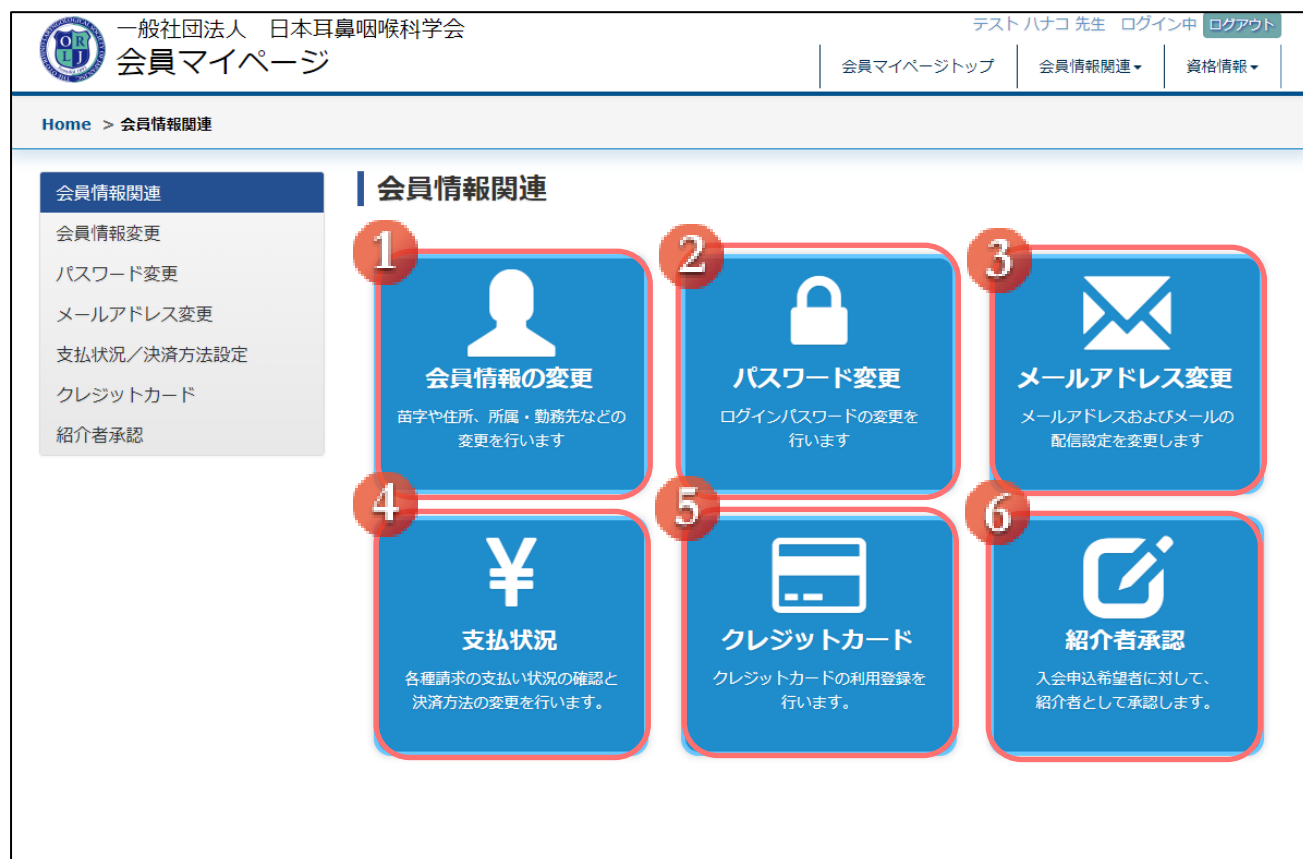 一般社団法人 日本耳鼻咽喉科学会
会員マイページ
テスト ハナコ 先生 ログイン中 ログアウト
会員マイページトップ 会員情報関連▼ 資格情報▼
Home > 会員情報関連
会員情報関連
会員情報変更
パスワード変更
メールアドレス変更
支払状況／決済方法設定
クレジットカード
紹介者承認
会員情報関連
1
会員情報の変更
苗字や住所、所属・勤務先などの
変更を行います
2
パスワード変更
ログインパスワードの変更を
行います
3
メールアドレス変更
メールアドレスおよびメールの
配信設定を変更します
4
¥
支払状況
各種請求の支払い状況の確認と
決済方法の変更を行います。
5
クレジットカード
クレジットカードの利用登録を
行います。
6
紹介者承認
入会申込希望者に対して、
紹介者として承認します。